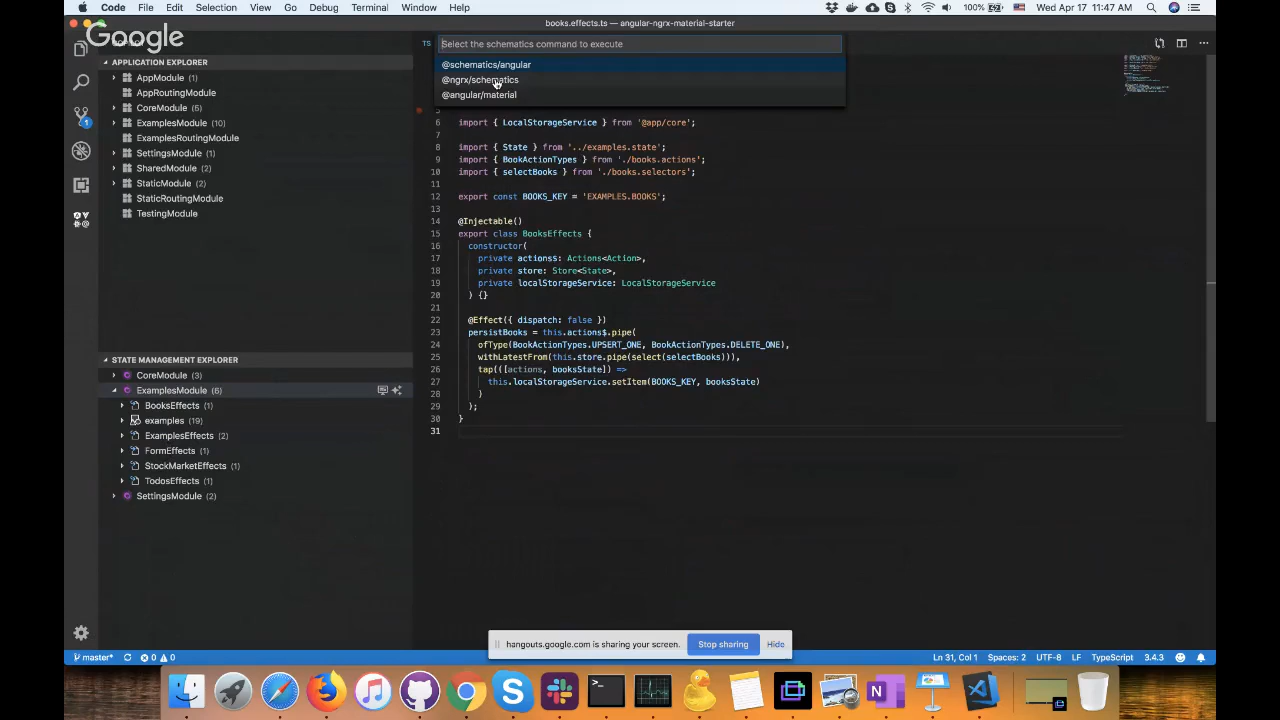 Code File Edit Selection View Go Debug Terminal Window Help 100% Wed Apr 17 11:47 AM
books.effects.ts — angular-ngrx-material-starter
Google
TS Select the schematics command to execute
@schematics/angular
@ngrx/schematics
@angular/material
APPLICATION EXPLORER
AppModule (1)
AppRoutingModule
CoreModule (5)
ExamplesModule (10)
ExamplesRoutingModule
SettingsModule (1)
SharedModule (2)
StaticModule (2)
StaticRoutingModule
TestingModule
1
STATE MANAGEMENT EXPLORER
CoreModule (3)
ExamplesModule (6)
BooksEffects (1)
examples (19)
ExamplesEffects (2)
FormEffects (1)
StockMarketEffects (1)
TodosEffects (1)
SettingsModule (2)
5
6 import { LocalStorageService } from '@app/core';
7
8 import { State } from '../examples.state';
9 import { BookActionTypes } from './books.actions';
10 import { selectBooks } from './books.selectors';
11
12 export const BOOKS_KEY = 'EXAMPLES.BOOKS';
13
14 @Injectable()
15 export class BooksEffects {
16 constructor(
17 private actions$: Actions<Action>,
18 private store: Store<State>,
19 private localStorageService: LocalStorageService
20 ) {}
21
22 @Effect({ dispatch: false })
23 persistBooks = this.actions$.pipe(
24 ofType(BookActionTypes.UPSERT_ONE, BookActionTypes.DELETE_ONE),
25 withLatestFrom(this.store.pipe(select(selectBooks))),
26 tap(([actions, booksState]) =>
27 this.localStorageService.setItem(BOOKS_KEY, booksState)
28 )
29 );
30 }
31
hangouts.google.com is sharing your screen. Stop sharing Hide
master* 0 0 Ln 31, Col 1 Spaces: 2 UTF-8 LF TypeScript 3.4.3